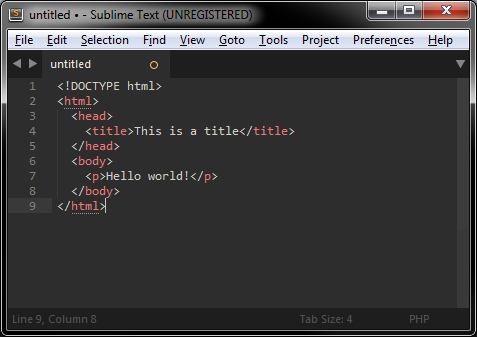 untitled • - Sublime Text (UNREGISTERED)
File Edit Selection Find View Goto Tools Project Preferences Help
untitled
1 <!DOCTYPE html>
2 <html>
3   <head>
4     <title>This is a title</title>
5   </head>
6   <body>
7     <p>Hello world!</p>
8   </body>
9 </html>
Line 9, Column 8 Tab Size: 4 PHP